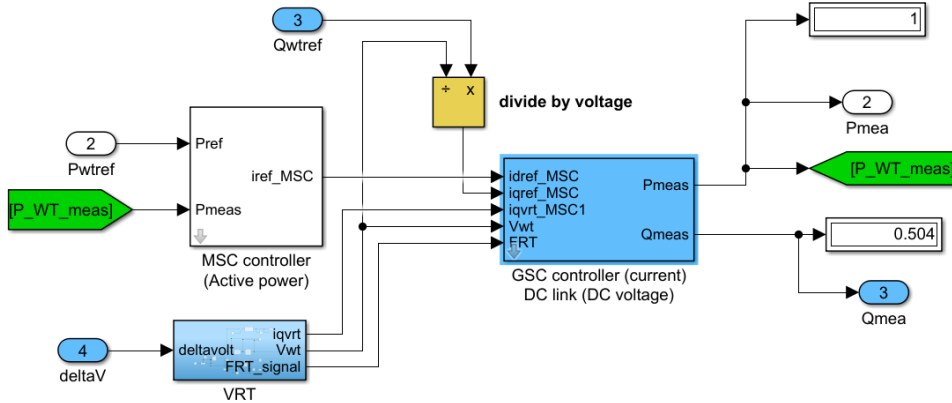 3
Qwtref
1
÷ x
divide by voltage
2
Pmea
2
Pwtref
Pref
iref_MSC
Pmeas
[P_WT_meas]
MSC controller
(Active power)
idref_MSC
iqref_MSC
iqvrt_MSC1
Vwt
FRT
Pmeas
Qmeas
GSC controller (current)
DC link (DC voltage)
[P_WT_meas]
0.504
3
Qmea
4
deltaV
deltavolt
iqvrt
Vwt
FRT_signal
VRT